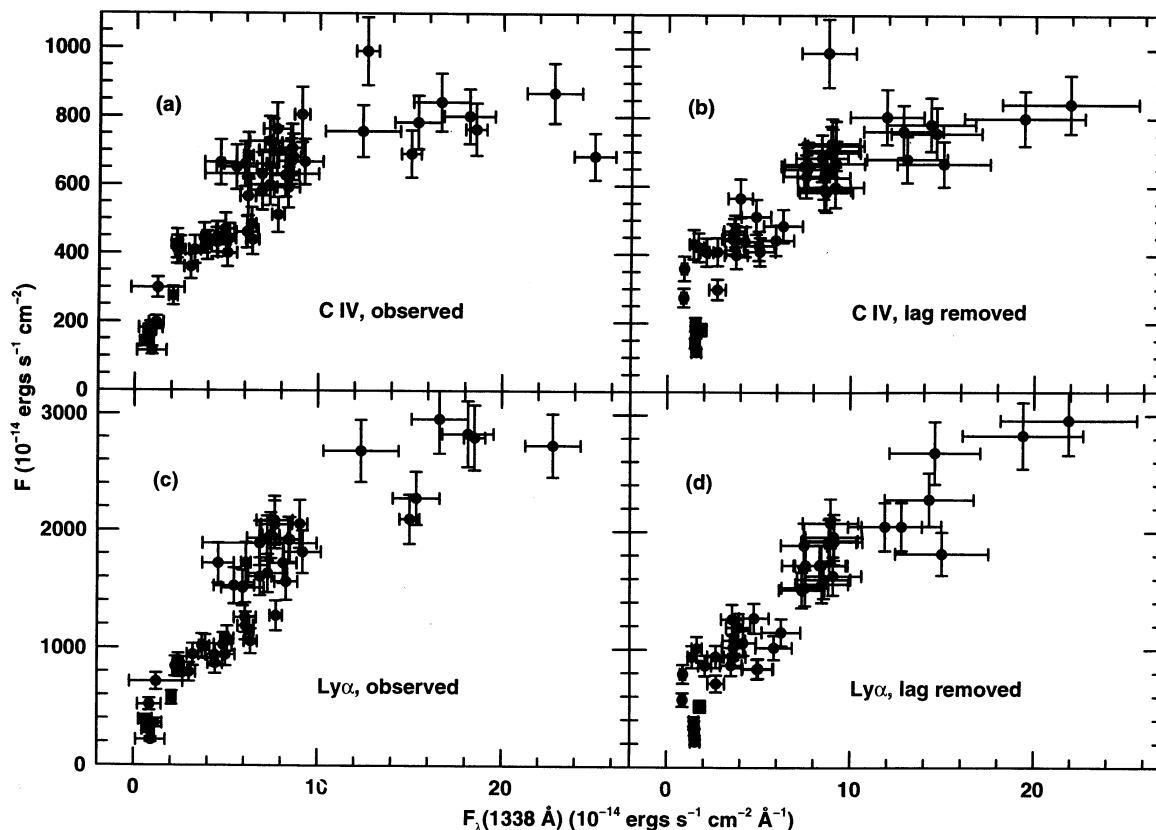 1000
800
600
400
200
0
(a)
C IV, observed
(b)
C IV, lag removed
3000
2000
1000
0
(c)
Lyα, observed
(d)
Lyα, lag removed
0 10 20 0 10 20
F (10⁻¹⁴ ergs s⁻¹ cm⁻²)
Fλ(1338 Å) (10⁻¹⁴ ergs s⁻¹ cm⁻² Å⁻¹)